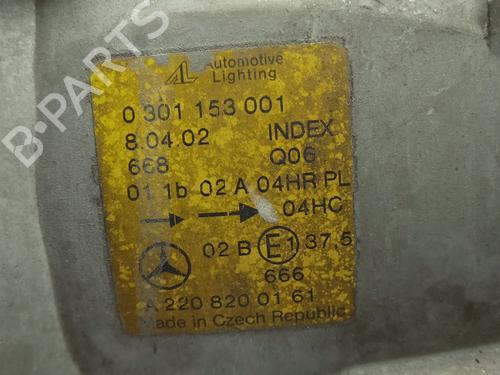 AL Automotive
Lighting
0 301 153 001
8.04.02 INDEX
668 Q06
01 1b 02 A 04HR PL
04HC
02 B E1 37.5
666
A 220 820 01 61
Made in Czech Republic
B-PARTS